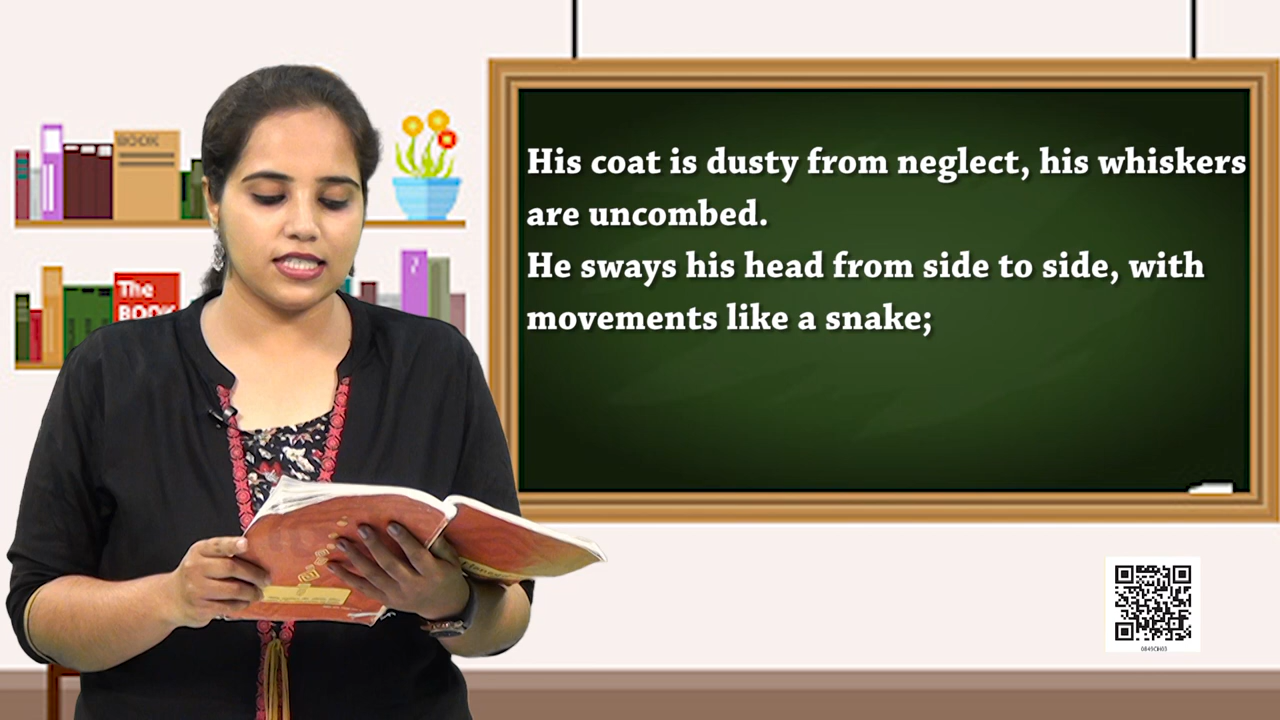 His coat is dusty from neglect, his whiskers
are uncombed.
He sways his head from side to side, with
movements like a snake;
BOOK
The
BOOK
?